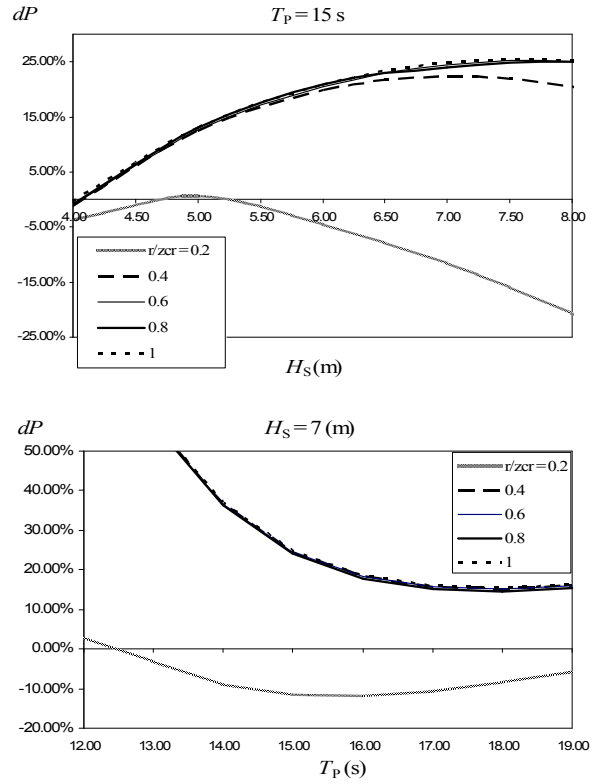 dP
T_P = 15 s
25.00%
15.00%
5.00%
-5.00%
-15.00%
-25.00%
4.00 4.50 5.00 5.50 6.00 6.50 7.00 7.50 8.00
r/zcr = 0.2
0.4
0.6
0.8
1
H_S (m)
dP
H_S = 7 (m)
50.00%
40.00%
30.00%
20.00%
10.00%
0.00%
-10.00%
-20.00%
r/zcr = 0.2
0.4
0.6
0.8
1
12.00 13.00 14.00 15.00 16.00 17.00 18.00 19.00
T_P (s)